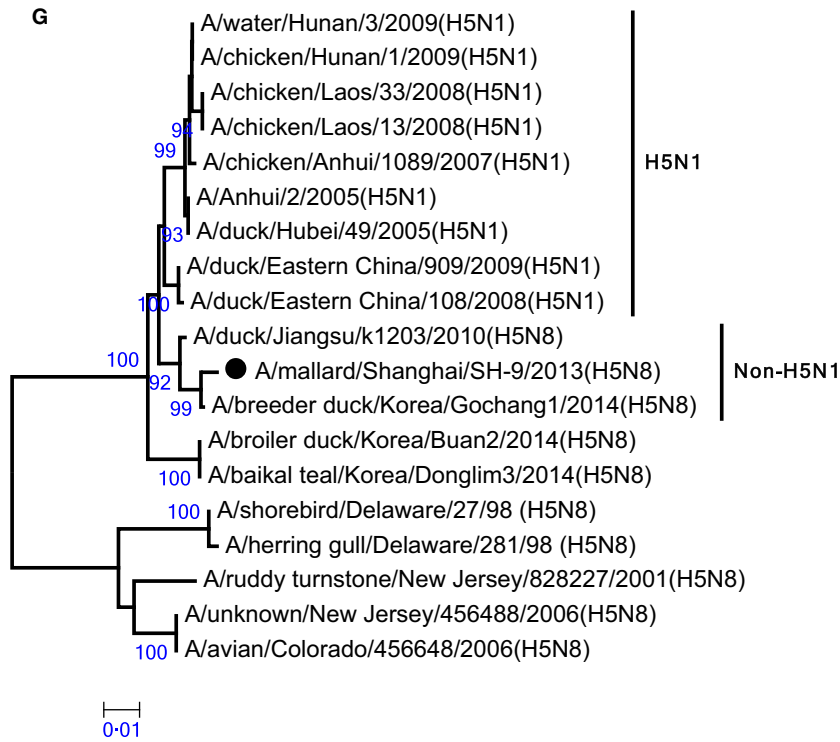 G
A/water/Hunan/3/2009(H5N1)
A/chicken/Hunan/1/2009(H5N1)
A/chicken/Laos/33/2008(H5N1)
94
A/chicken/Laos/13/2008(H5N1)
99
A/chicken/Anhui/1089/2007(H5N1)
H5N1
A/Anhui/2/2005(H5N1)
93
A/duck/Hubei/49/2005(H5N1)
A/duck/Eastern China/909/2009(H5N1)
100
A/duck/Eastern China/108/2008(H5N1)
A/duck/Jiangsu/k1203/2010(H5N8)
100
A/mallard/Shanghai/SH-9/2013(H5N8)
Non-H5N1
92
99
A/breeder duck/Korea/Gochang1/2014(H5N8)
A/broiler duck/Korea/Buan2/2014(H5N8)
100
A/baikal teal/Korea/Donglim3/2014(H5N8)
100
A/shorebird/Delaware/27/98 (H5N8)
A/herring gull/Delaware/281/98 (H5N8)
A/ruddy turnstone/New Jersey/828227/2001(H5N8)
A/unknown/New Jersey/456488/2006(H5N8)
100
A/avian/Colorado/456648/2006(H5N8)
0·01